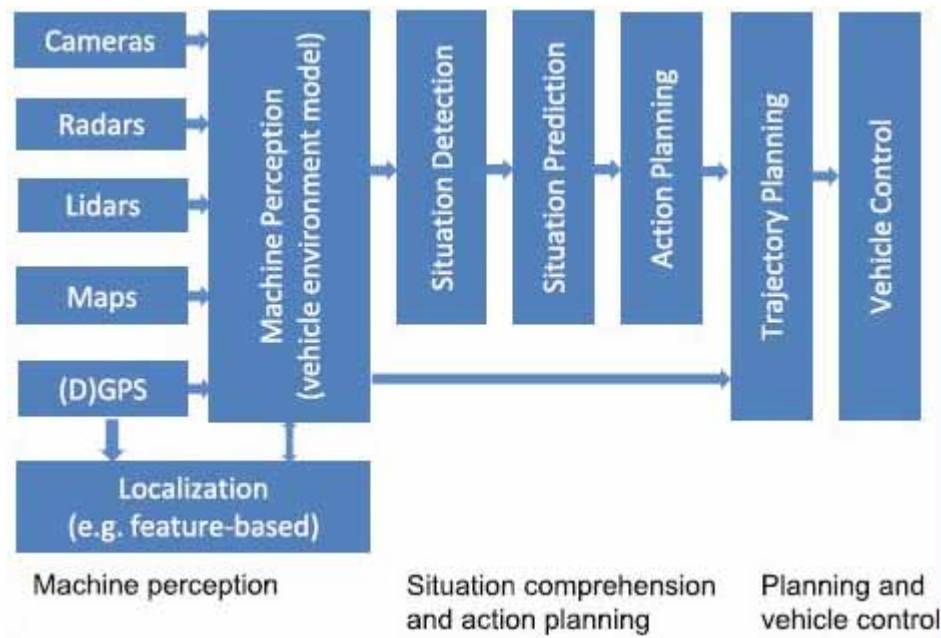 Cameras
Radars
Lidars
Maps
(D)GPS
Localization
(e.g. feature-based)
Machine Perception
(vehicle environment model)
Situation Detection
Situation Prediction
Action Planning
Trajectory Planning
Vehicle Control
Machine perception
Situation comprehension
and action planning
Planning and
vehicle control